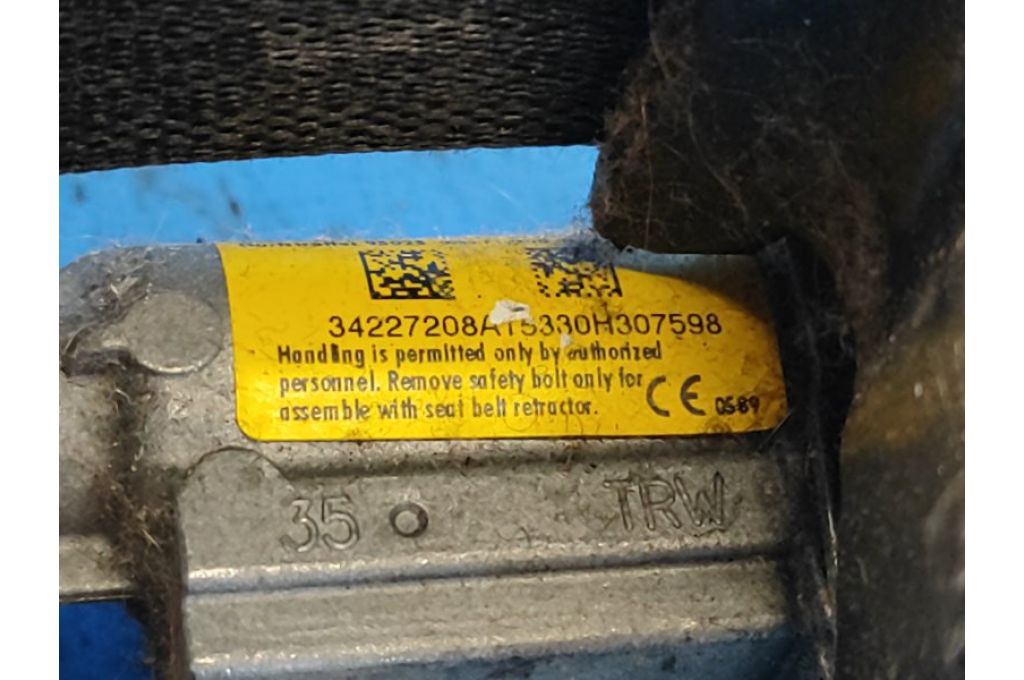 34227208AT5330H307598
Handling is permitted only by authorized
personnel. Remove safety bolt only for
assemble with seat belt retractor.
CE 0589
35
TRW